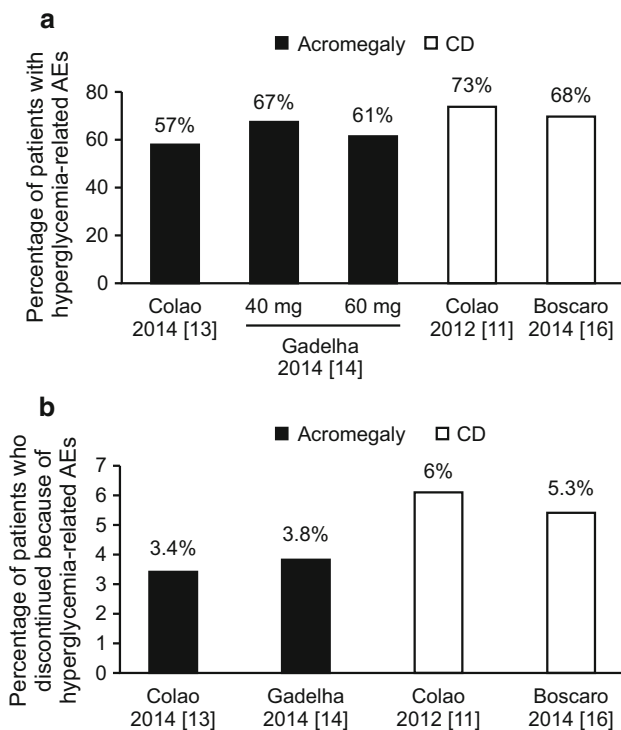 a
Acromegaly CD
Percentage of patients with
hyperglycemia-related AEs
80
60
40
20
0
57%
67%
61%
73%
68%
Colao
2014 [13]
40 mg 60 mg
Gadelha
2014 [14]
Colao
2012 [11]
Boscaro
2014 [16]
b
Acromegaly CD
Percentage of patients who
discontinued because of
hyperglycemia-related AEs
7
6
5
4
3
2
1
0
3.4%
3.8%
6%
5.3%
Colao
2014 [13]
Gadelha
2014 [14]
Colao
2012 [11]
Boscaro
2014 [16]